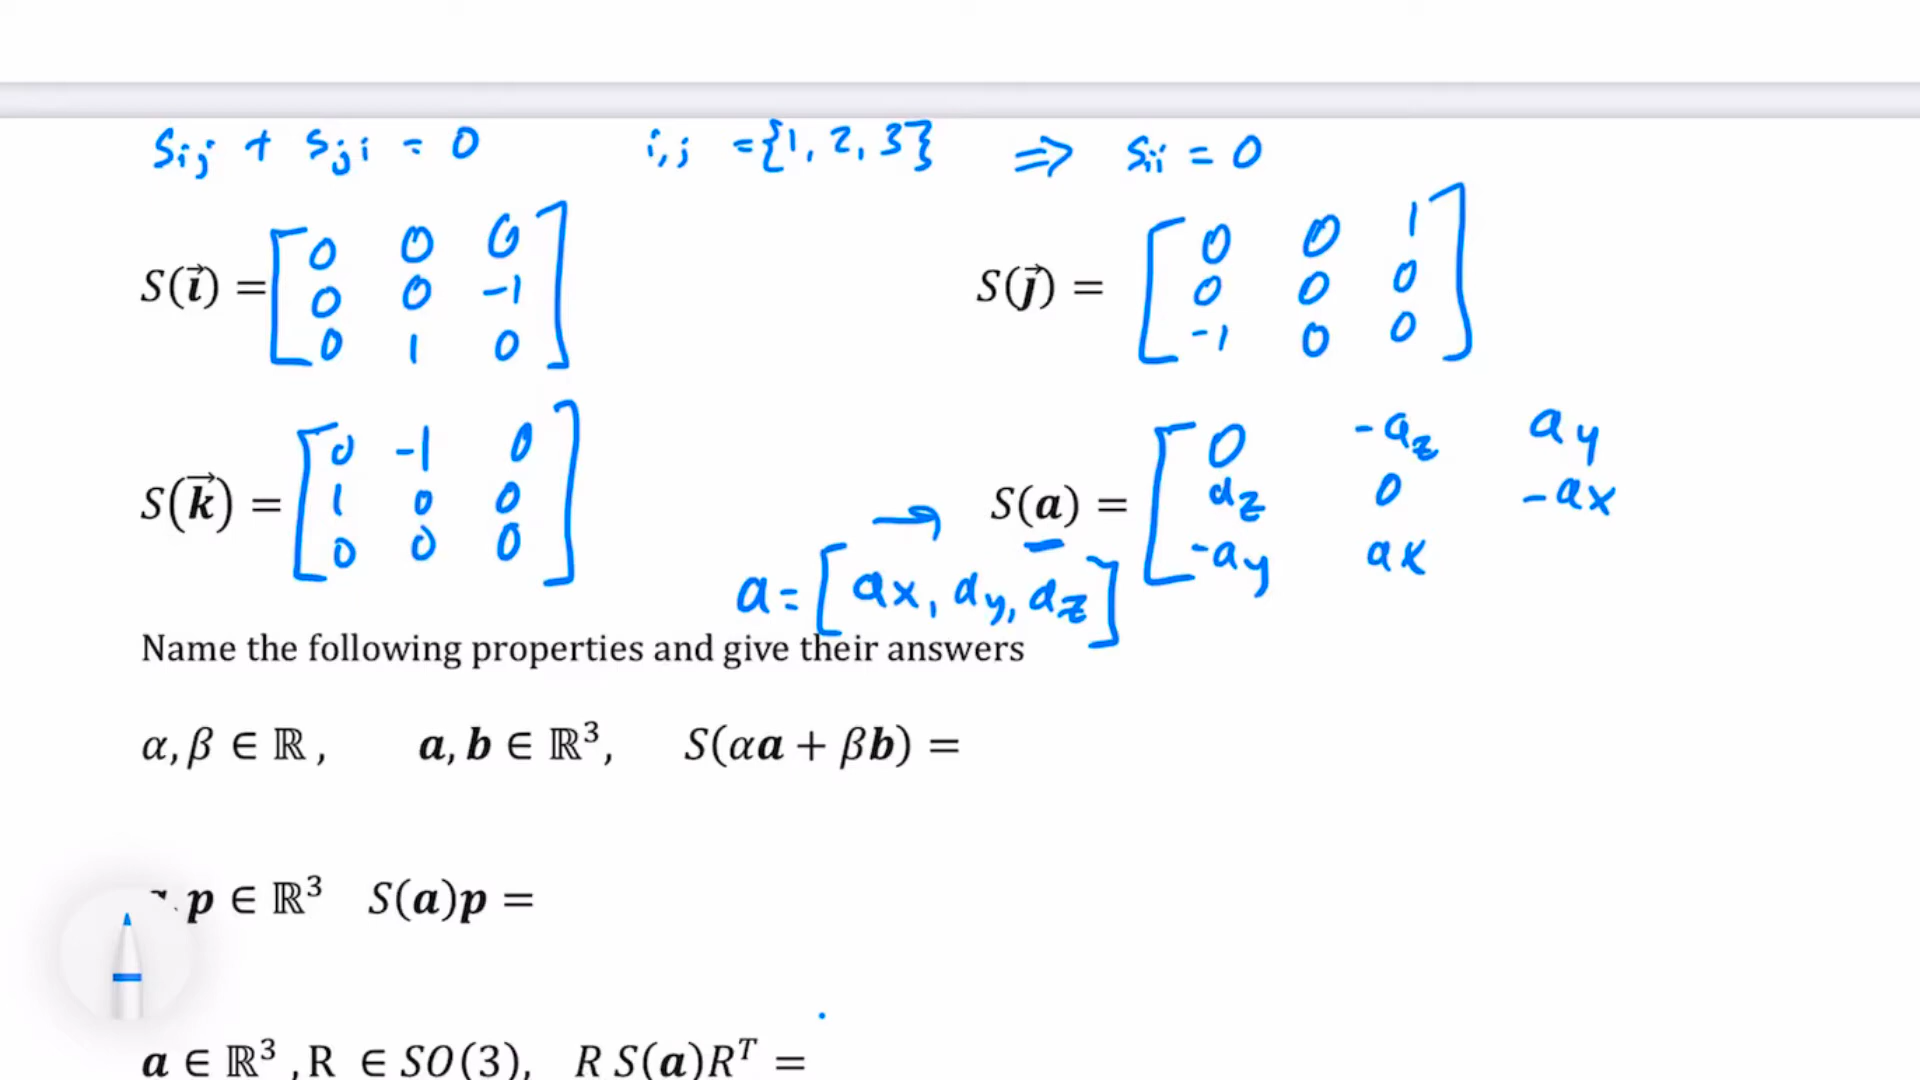 Sij + Sji = 0 i,j = {1, 2, 3} ⇒ Sii = 0
S(i⃗) = [0 0 0
0 0 -1
0 1 0]
S(j⃗) = [0 0 1
0 0 0
-1 0 0]
S(k⃗) = [0 -1 0
1 0 0
0 0 0]
S(a) = [0 -az ay
az 0 -ax
-ay ax
a = [ax, ay, az]
Name the following properties and give their answers
α, β ∈ ℝ, a, b ∈ ℝ³, S(αa + βb) =
p ∈ ℝ³ S(a)p =
a ∈ ℝ³ , R ∈ SO(3), R S(a)Rᵀ =